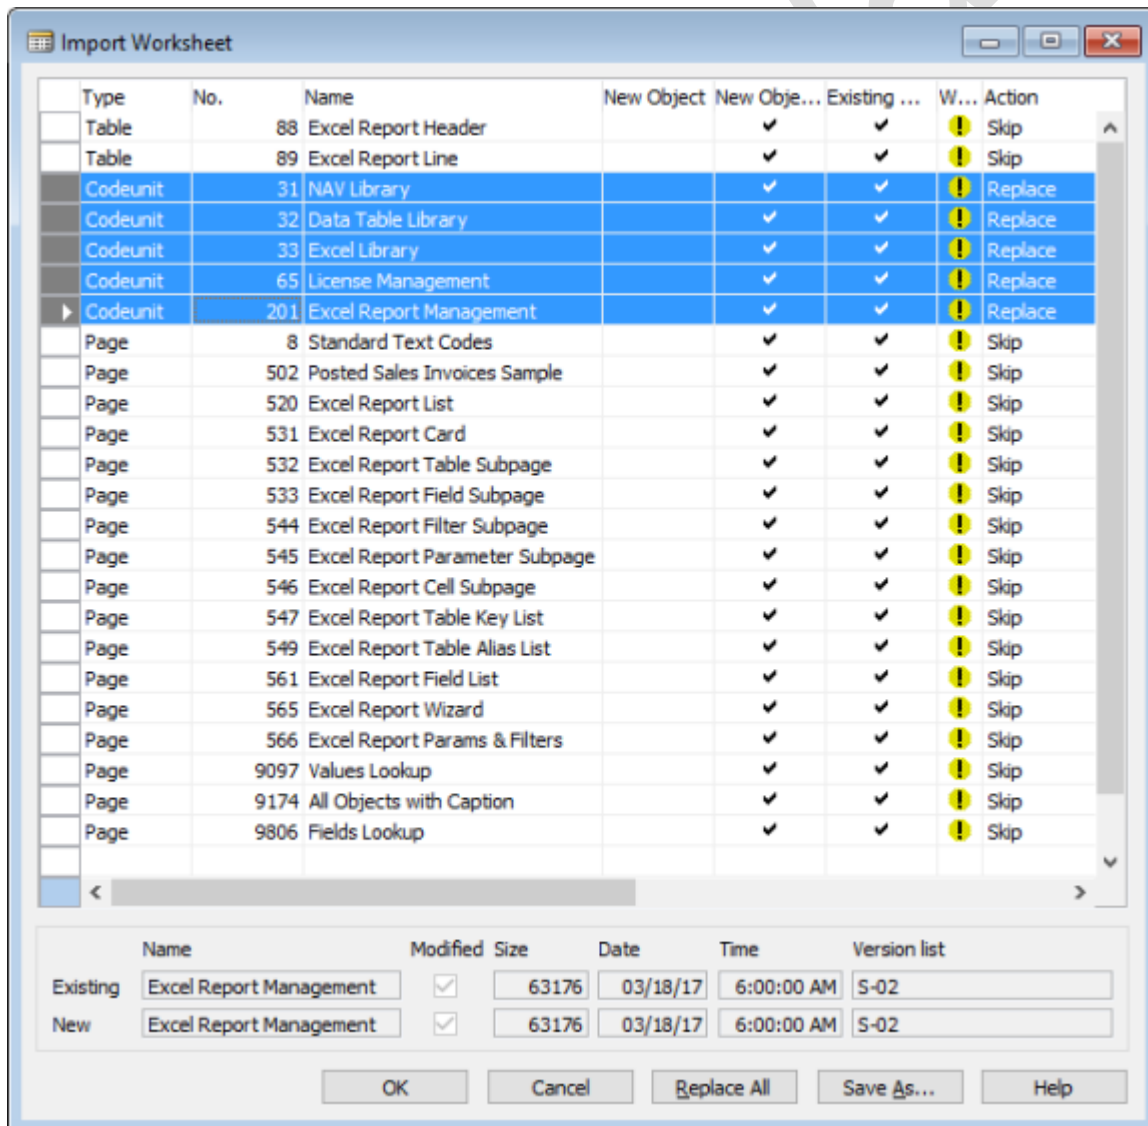 Import Worksheet
Type No. Name New Object New Obje... Existing ... W... Action
Table 88 Excel Report Header Skip
Table 89 Excel Report Line Skip
Codeunit 31 NAV Library Replace
Codeunit 32 Data Table Library Replace
Codeunit 33 Excel Library Replace
Codeunit 65 License Management Replace
Codeunit 201 Excel Report Management Replace
Page 8 Standard Text Codes Skip
Page 502 Posted Sales Invoices Sample Skip
Page 520 Excel Report List Skip
Page 531 Excel Report Card Skip
Page 532 Excel Report Table Subpage Skip
Page 533 Excel Report Field Subpage Skip
Page 544 Excel Report Filter Subpage Skip
Page 545 Excel Report Parameter Subpage Skip
Page 546 Excel Report Cell Subpage Skip
Page 547 Excel Report Table Key List Skip
Page 549 Excel Report Table Alias List Skip
Page 561 Excel Report Field List Skip
Page 565 Excel Report Wizard Skip
Page 566 Excel Report Params & Filters Skip
Page 9097 Values Lookup Skip
Page 9174 All Objects with Caption Skip
Page 9806 Fields Lookup Skip
Name Modified Size Date Time Version list
Existing Excel Report Management 63176 03/18/17 6:00:00 AM S-02
New Excel Report Management 63176 03/18/17 6:00:00 AM S-02
OK Cancel Replace All Save As... Help